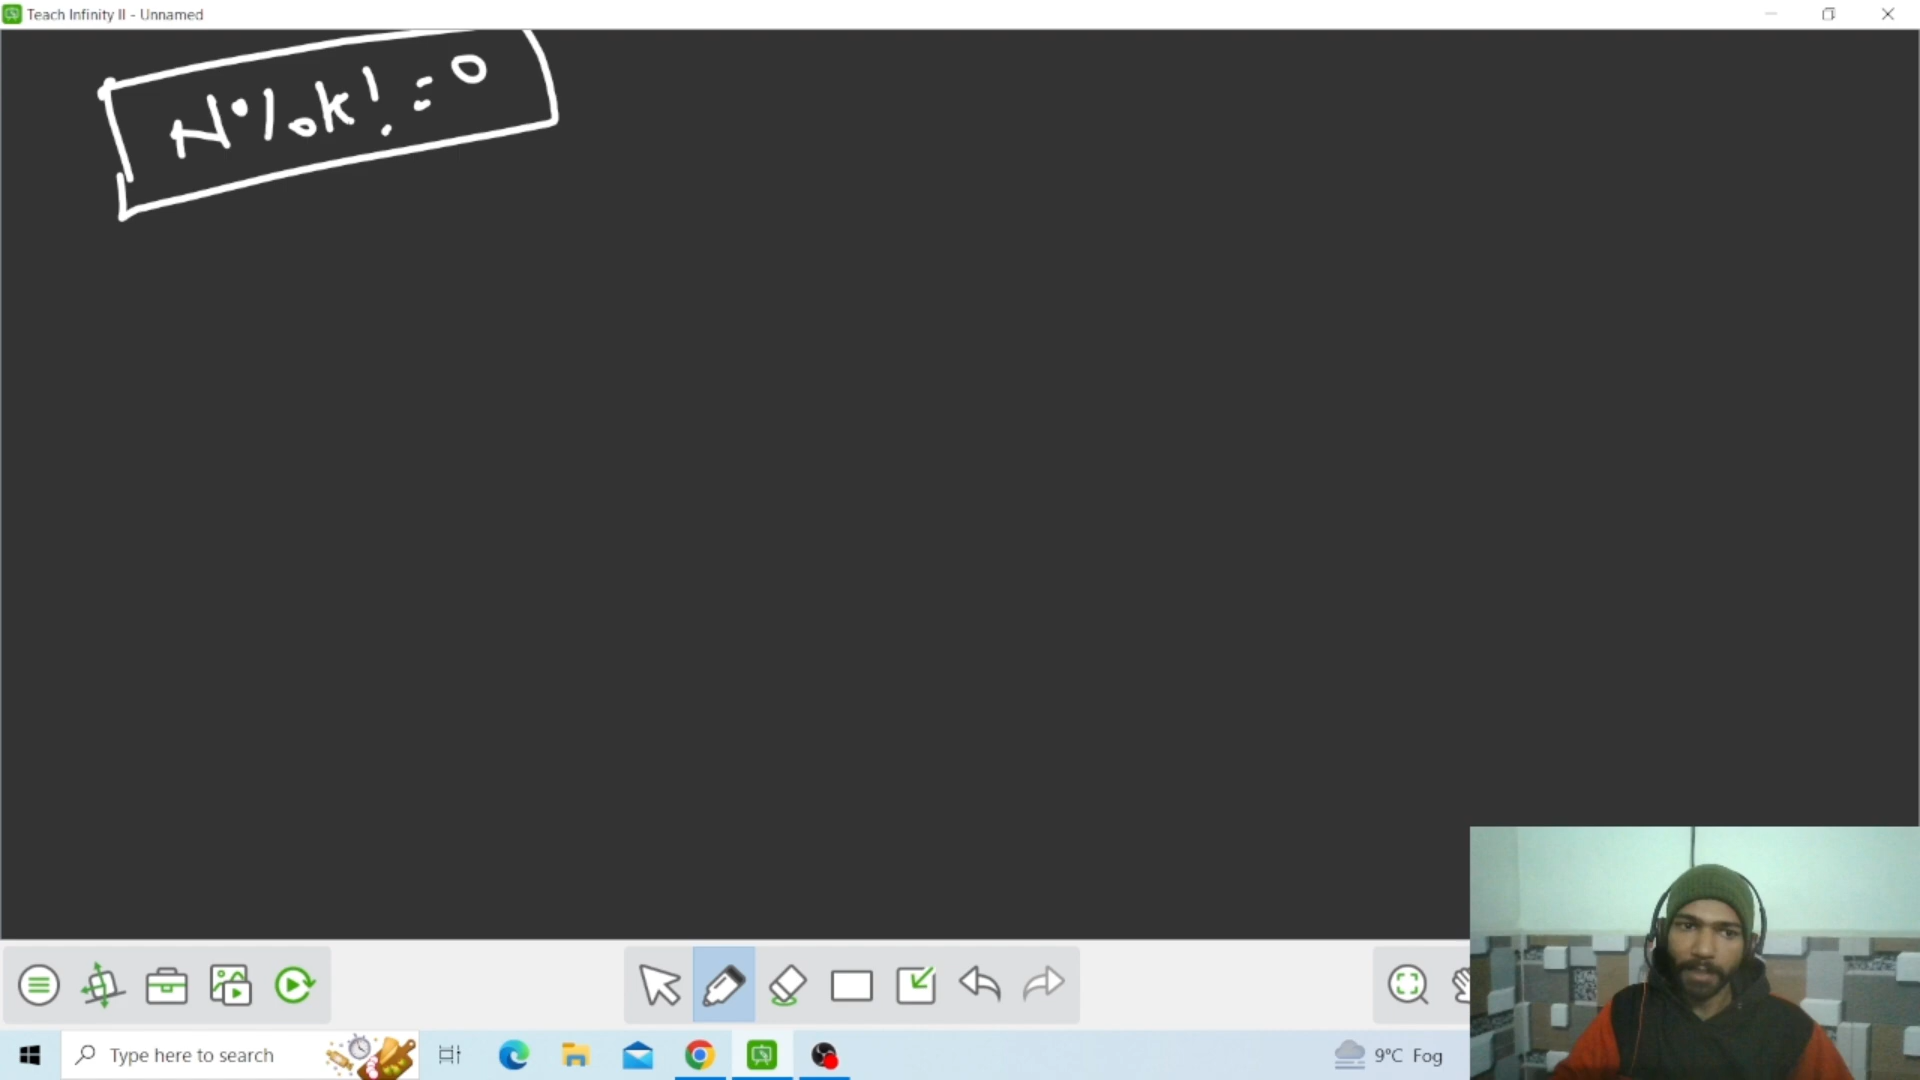 Teach Infinity II - Unnamed
N%k!=0
Type here to search
9°C Fog